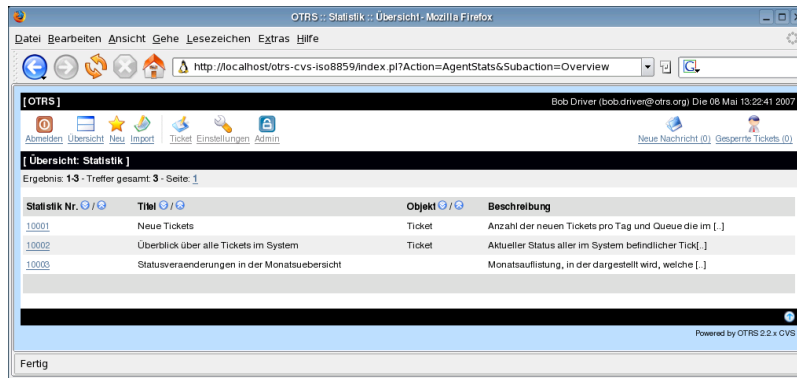 OTRS :: Statistik :: Übersicht - Mozilla Firefox
Datei Bearbeiten Ansicht Gehe Lesezeichen Extras Hilfe
http://localhost/otrs-cvs-iso8859/index.pl?Action=AgentStats&Subaction=Overview
[ OTRS ] Bob Driver (bob.driver@otrs.org) Die 08 Mai 13:22:41 2007
Abmelden Übersicht Neu Import Ticket Einstellungen Admin Neue Nachricht (0) Gesperrte Tickets (0)
[ Übersicht: Statistik ]
Ergebnis: 1-3 - Treffer gesamt: 3 - Seite: 1
Statistik Nr. / Titel / Objekt / Beschreibung
10001 Neue Tickets Ticket Anzahl der neuen Tickets pro Tag und Queue die im [..]
10002 Überblick über alle Tickets im System Ticket Aktueller Status aller im System befindlicher Tick[..]
10003 Statusveraenderungen in der Monatsuebersicht Monatsauflistung, in der dargestellt wird, welche [..]
Powered by OTRS 2.2.x CVS
Fertig